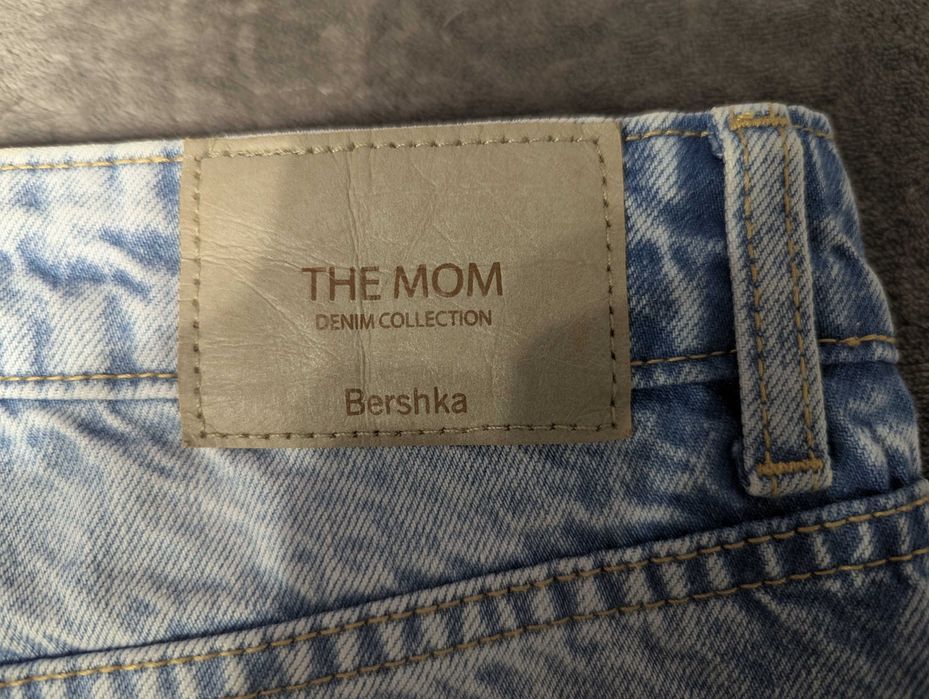 THE MOM
DENIM COLLECTION
Bershka